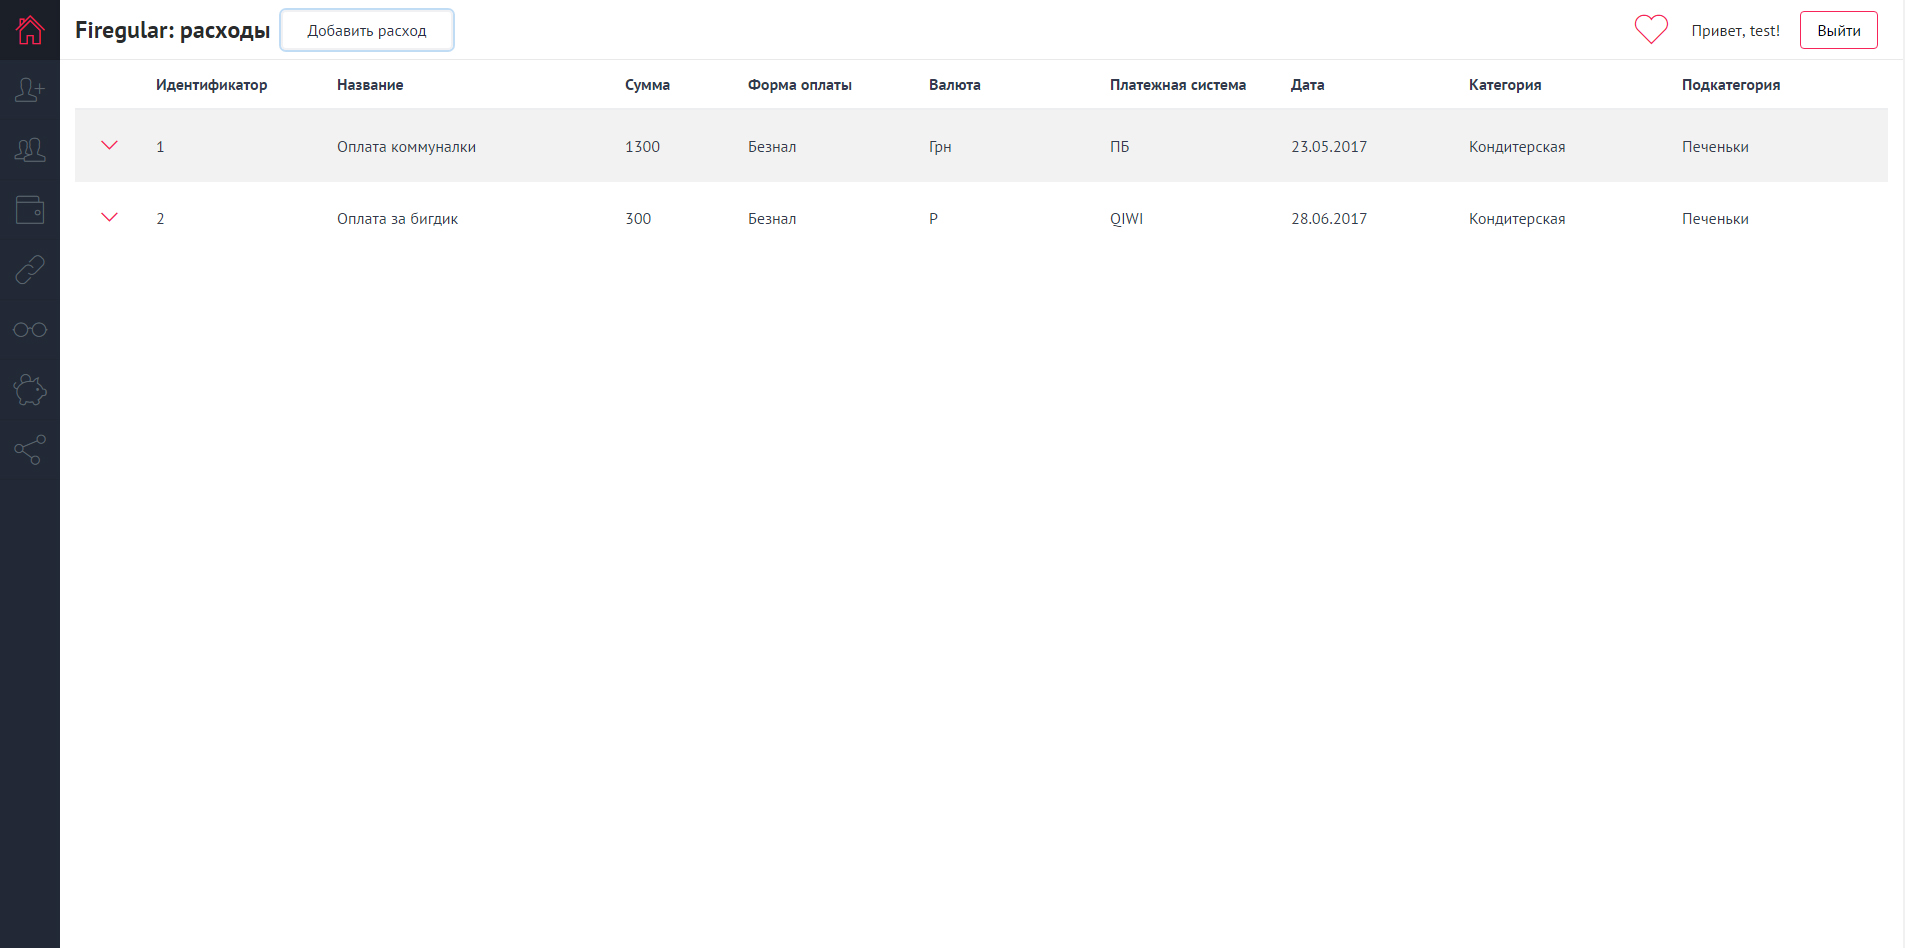 Firegular: расходы Добавить расход Привет, test! Выйти
Идентификатор Название Сумма Форма оплаты Валюта Платежная система Дата Категория Подкатегория
1 Оплата коммуналки 1300 Безнал Грн ПБ 23.05.2017 Кондитерская Печеньки
2 Оплата за бигдик 300 Безнал Р QIWI 28.06.2017 Кондитерская Печеньки